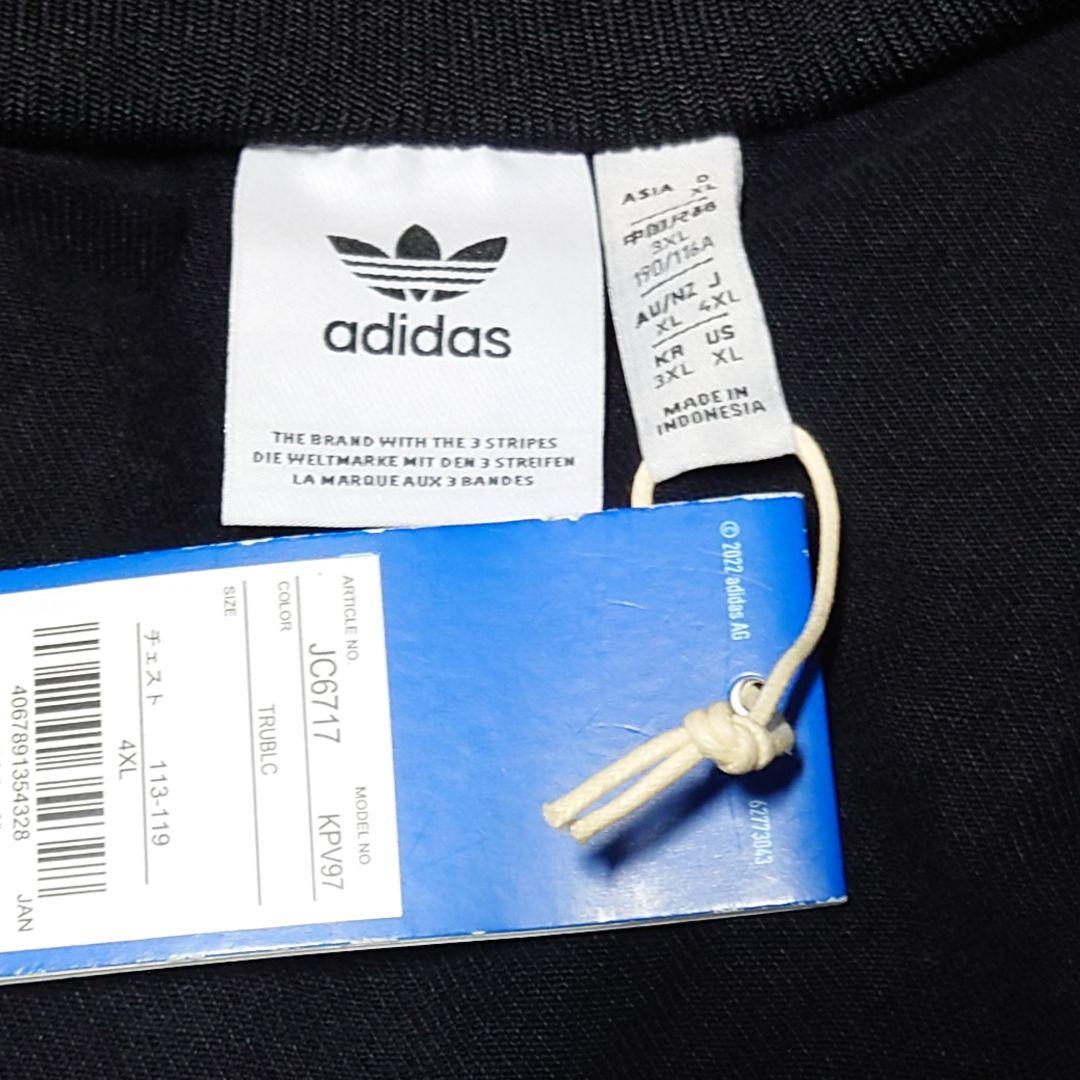 adidas
THE BRAND WITH THE 3 STRIPES
DIE WELTMARKE MIT DEN 3 STREIFEN
LA MARQUE AUX 3 BANDES
ASIA D
XL
3XL
190/116A
AU/NZ J
XL 4XL
KR US
3XL XL
MADE IN
INDONESIA
© 2022 adidas AG
62773043
ARTICLE NO. MODEL NO.
JC6717 KPV97
COLOR
TRUBLC
SIZE
チェスト 113-119
4XL
4067891354328 JAN